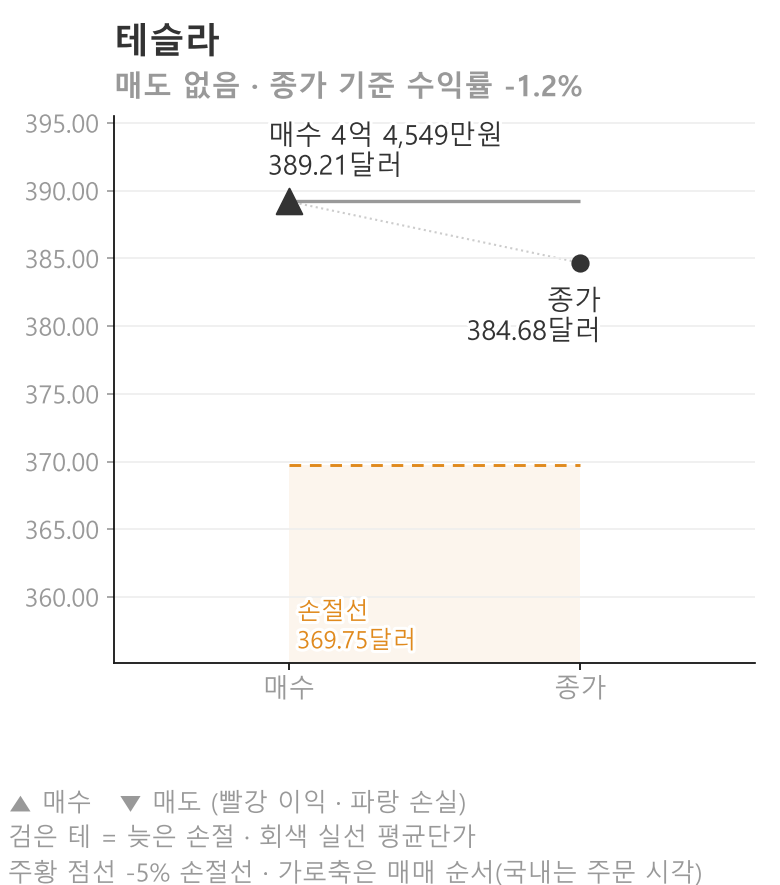 테슬라
매도 없음 · 종가 기준 수익률 -1.2%
395.00
390.00
385.00
380.00
375.00
370.00
365.00
360.00
매수 4억 4,549만원
389.21달러
종가
384.68달러
손절선
369.75달러
매수
종가
▲ 매수 ▼ 매도 (빨강 이익 · 파랑 손실)
검은 테 = 늦은 손절 · 회색 실선 평균단가
주황 점선 -5% 손절선 · 가로축은 매매 순서(국내는 주문 시각)